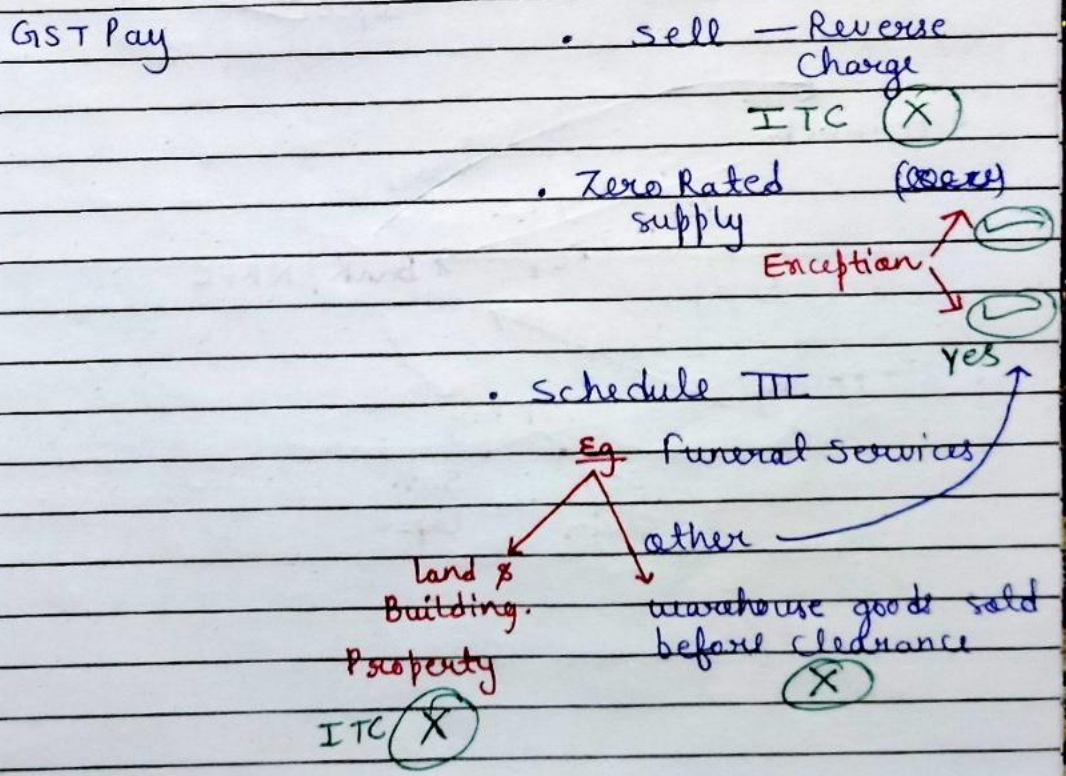 GST Pay
• sell — Reverse
Charge
ITC X
• Zero Rated
supply
Exception
yes
• Schedule III
Eg Funeral Services
other
Land &
Building.
warehouse goods sold
before clearance
Property
X
ITC X